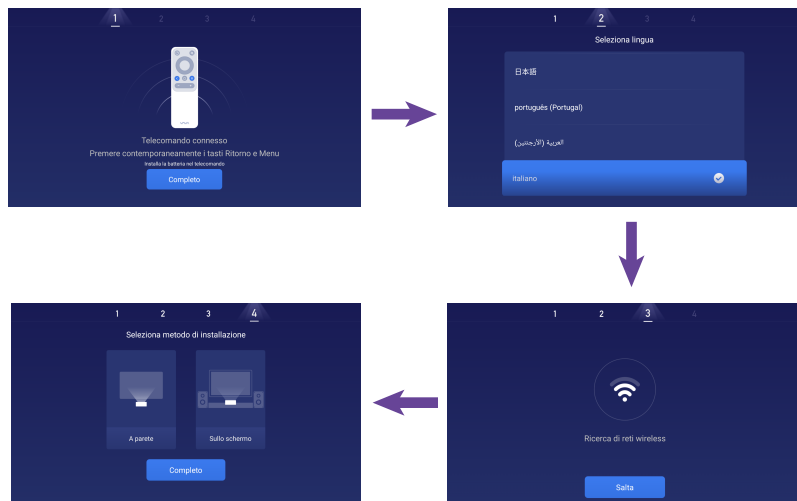 1 2 3 4
Telecomando connesso
Premere contemporaneamente i tasti Ritorno e Menu
Installa la batteria nel telecomando
Completo
1 2 3 4
Seleziona lingua
日本語
português (Portugal)
العربية (الأرجنتين)
italiano
1 2 3 4
Ricerca di reti wireless
Salta
1 2 3 4
Seleziona metodo di installazione
A parete
Sullo schermo
Completo